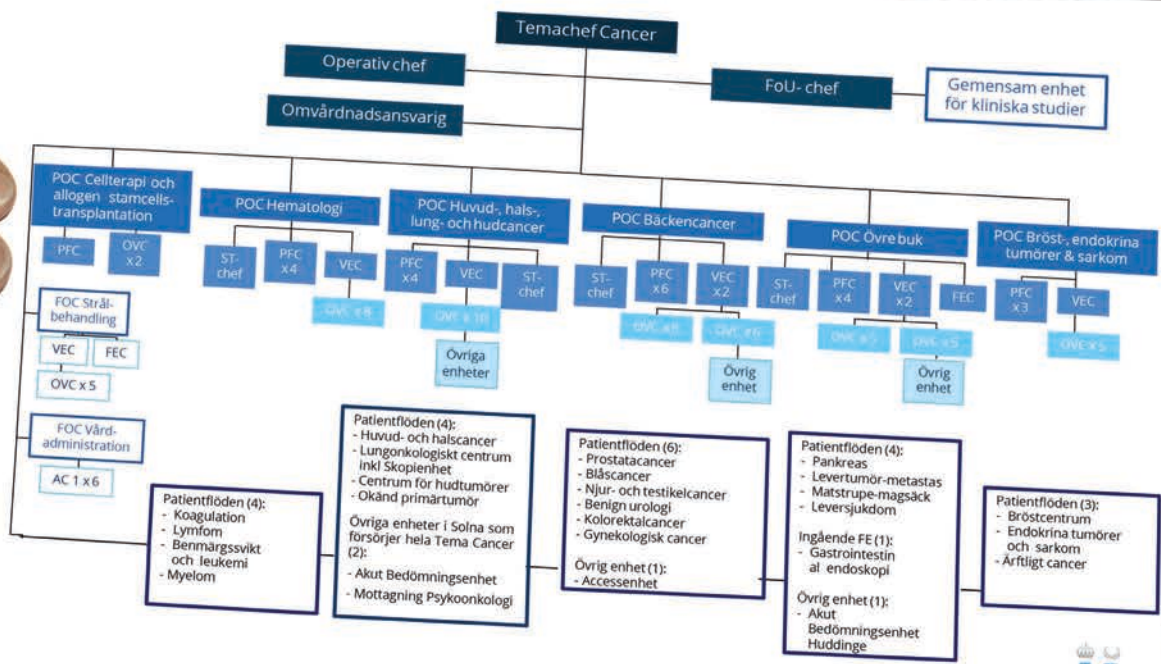 Temachef Cancer
Operativ chef
FoU- chef
Gemensam enhet
för kliniska studier
Omvårdnadsansvarig
POC Cellterapi och
allogen stamcells-
transplantation
PFC
OVC
x2
POC Hematologi
ST-
chef
PFC
x4
VEC
OVC x 8
POC Huvud-, hals-,
lung- och hudcancer
PFC
x4
VEC
ST-
chef
OVC x 10
Övriga
enheter
POC Bäckencancer
ST-
chef
PFC
x6
VEC
x2
OVC x 8
OVC x6
Övrig
enhet
POC Övre buk
ST-
chef
PFC
x4
VEC
x2
FEC
OVC x 5
OVC x 5
Övrig
enhet
POC Bröst-, endokrina
tumörer & sarkom
PFC
x3
VEC
OVC x 5
FOC Strål-
behandling
VEC
FEC
OVC x 5
FOC Vård-
administration
AC 1 x 6
Patientflöden (4):
- Koagulation
- Lymfom
- Benmärgssvikt
och leukemi
- Myelom
Patientflöden (4):
- Huvud- och halscancer
- Lungonkologiskt centrum
inkl Skopienhet
- Centrum för hudtumörer
- Okänd primärtumör
Övriga enheter i Solna som
försörjer hela Tema Cancer
(2):
- Akut Bedömningsenhet
- Mottagning Psykoonkologi
Patientflöden (6):
- Prostatacancer
- Blåscancer
- Njur- och testikelcancer
- Benign urologi
- Kolorektalcancer
- Gynekologisk cancer
Övrig enhet (1):
- Accessenhet
Patientflöden (4):
- Pankreas
- Levertumör-metastas
- Matstrupe-magsäck
- Leversjukdom
Ingående FE (1):
- Gastrointestin
al endoskopi
Övrig enhet (1):
- Akut
Bedömningsenhet
Huddinge
Patientflöden (3)
- Bröstcentrum
- Endokrina tumörer
och sarkom
- Ärftligt cancer